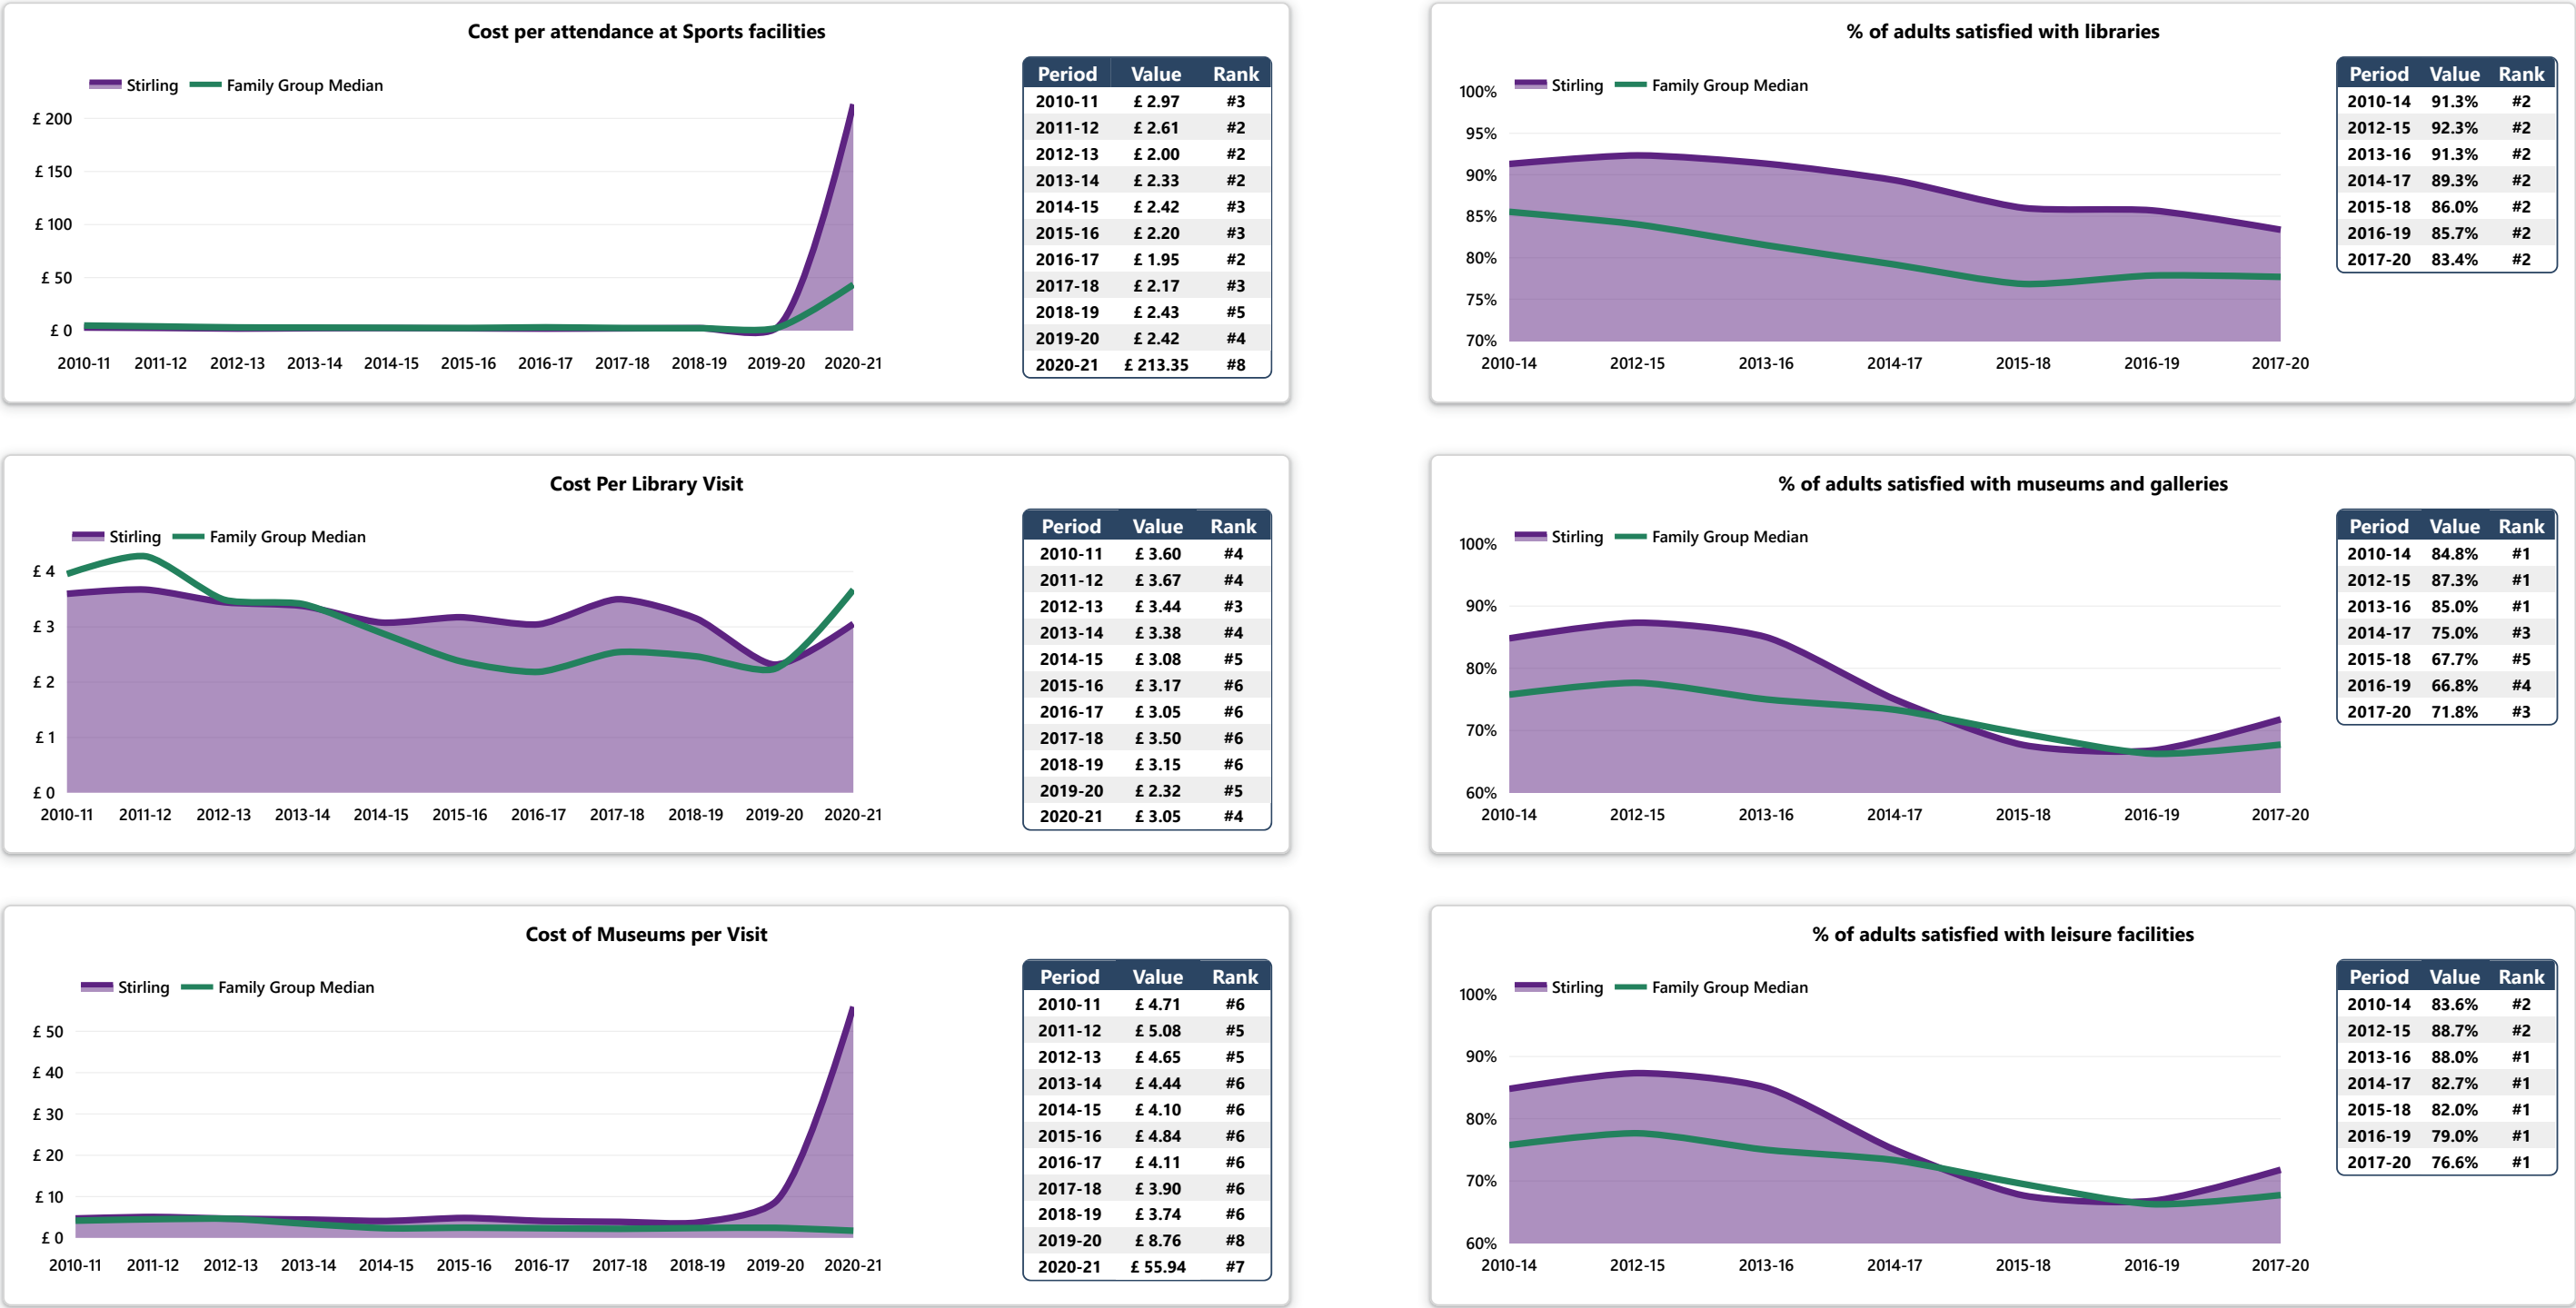 Cost per attendance at Sports facilities
Stirling Family Group Median
£ 200
£ 150
£ 100
£ 50
£ 0
2010-11 2011-12 2012-13 2013-14 2014-15 2015-16 2016-17 2017-18 2018-19 2019-20 2020-21
Period Value Rank
2010-11 £ 2.97 #3
2011-12 £ 2.61 #2
2012-13 £ 2.00 #2
2013-14 £ 2.33 #2
2014-15 £ 2.42 #3
2015-16 £ 2.20 #3
2016-17 £ 1.95 #2
2017-18 £ 2.17 #3
2018-19 £ 2.43 #5
2019-20 £ 2.42 #4
2020-21 £ 213.35 #8
% of adults satisfied with libraries
Stirling Family Group Median
100%
95%
90%
85%
80%
75%
70%
2010-14 2012-15 2013-16 2014-17 2015-18 2016-19 2017-20
Period Value Rank
2010-14 91.3% #2
2012-15 92.3% #2
2013-16 91.3% #2
2014-17 89.3% #2
2015-18 86.0% #2
2016-19 85.7% #2
2017-20 83.4% #2
Cost Per Library Visit
Stirling Family Group Median
£ 4
£ 3
£ 2
£ 1
£ 0
2010-11 2011-12 2012-13 2013-14 2014-15 2015-16 2016-17 2017-18 2018-19 2019-20 2020-21
Period Value Rank
2010-11 £ 3.60 #4
2011-12 £ 3.67 #4
2012-13 £ 3.44 #3
2013-14 £ 3.38 #4
2014-15 £ 3.08 #5
2015-16 £ 3.17 #6
2016-17 £ 3.05 #6
2017-18 £ 3.50 #6
2018-19 £ 3.15 #6
2019-20 £ 2.32 #5
2020-21 £ 3.05 #4
% of adults satisfied with museums and galleries
Stirling Family Group Median
100%
90%
80%
70%
60%
2010-14 2012-15 2013-16 2014-17 2015-18 2016-19 2017-20
Period Value Rank
2010-14 84.8% #1
2012-15 87.3% #1
2013-16 85.0% #1
2014-17 75.0% #3
2015-18 67.7% #5
2016-19 66.8% #4
2017-20 71.8% #3
Cost of Museums per Visit
Stirling Family Group Median
£ 50
£ 40
£ 30
£ 20
£ 10
£ 0
2010-11 2011-12 2012-13 2013-14 2014-15 2015-16 2016-17 2017-18 2018-19 2019-20 2020-21
Period Value Rank
2010-11 £ 4.71 #6
2011-12 £ 5.08 #5
2012-13 £ 4.65 #5
2013-14 £ 4.44 #6
2014-15 £ 4.10 #6
2015-16 £ 4.84 #6
2016-17 £ 4.11 #6
2017-18 £ 3.90 #6
2018-19 £ 3.74 #6
2019-20 £ 8.76 #8
2020-21 £ 55.94 #7
% of adults satisfied with leisure facilities
Stirling Family Group Median
100%
90%
80%
70%
60%
2010-14 2012-15 2013-16 2014-17 2015-18 2016-19 2017-20
Period Value Rank
2010-14 83.6% #2
2012-15 88.7% #2
2013-16 88.0% #1
2014-17 82.7% #1
2015-18 82.0% #1
2016-19 79.0% #1
2017-20 76.6% #1